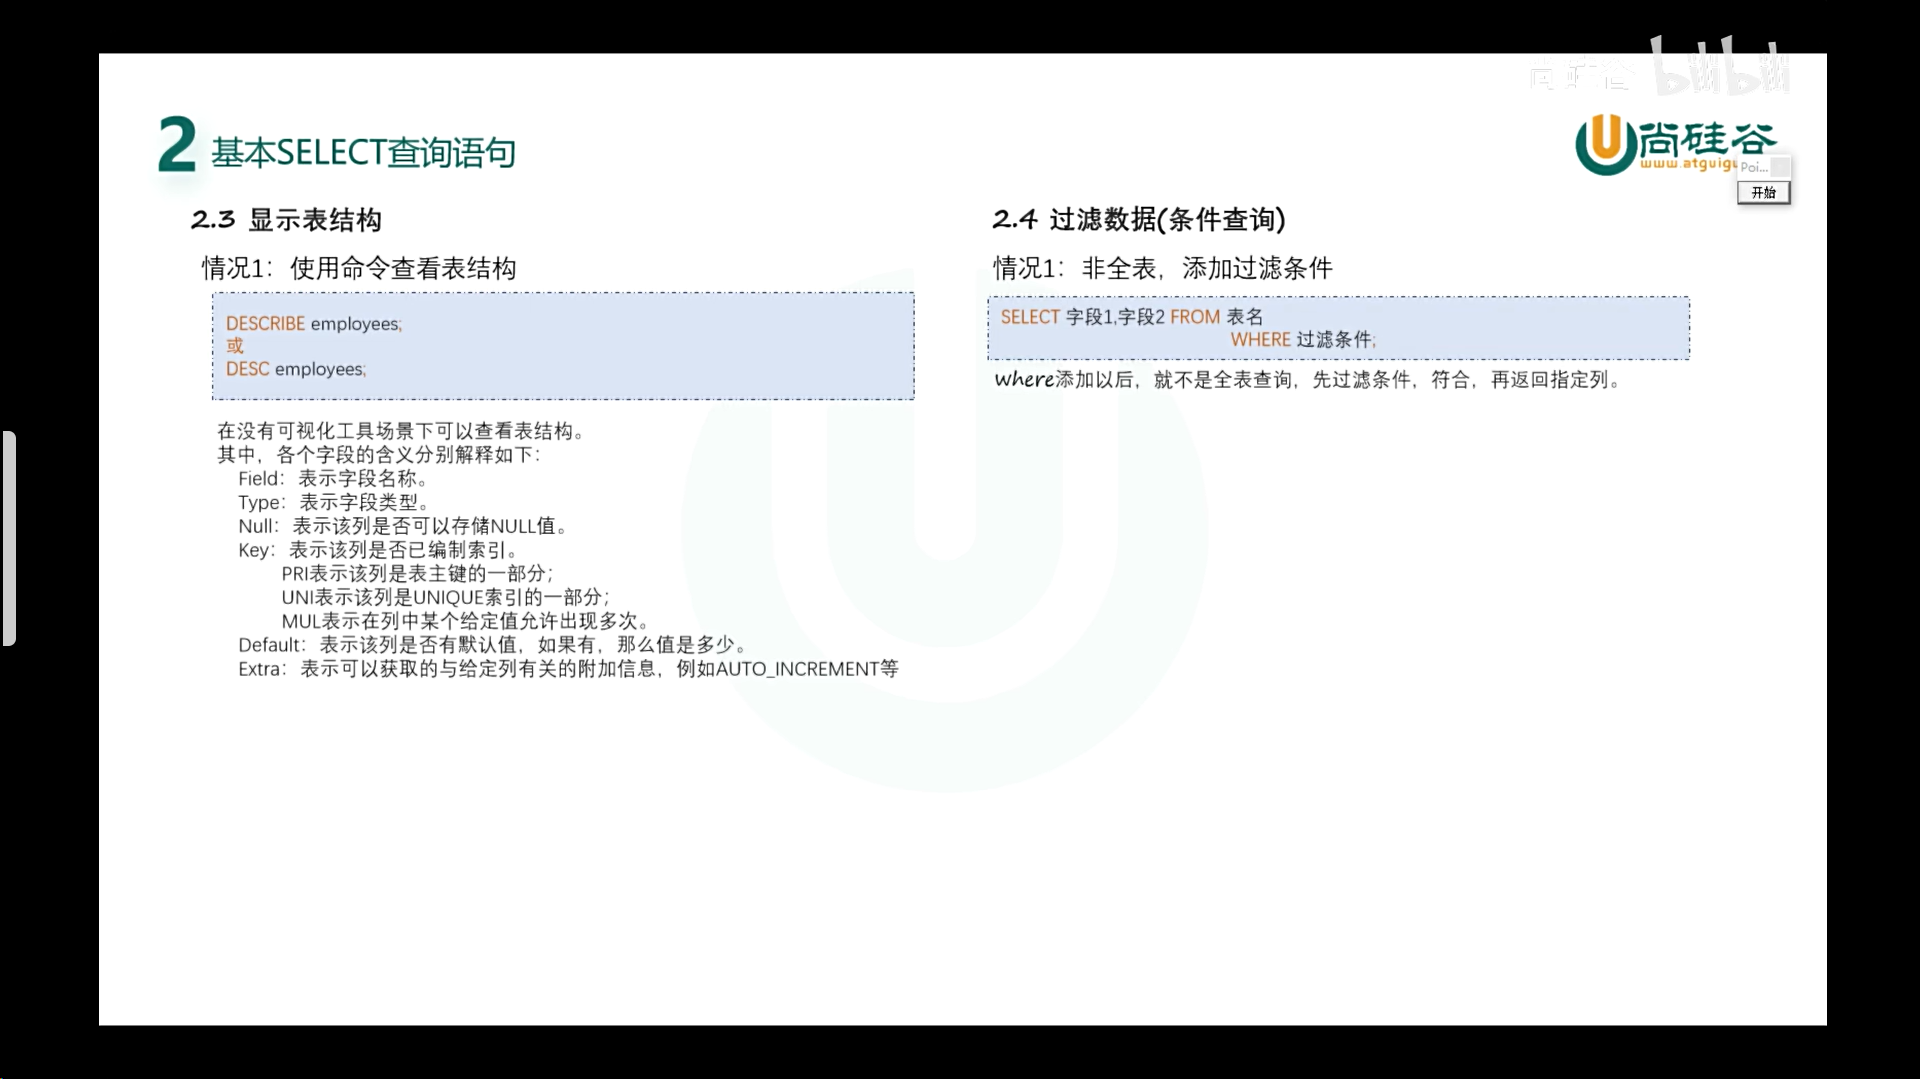 尚硅谷 bilibili
2 基本SELECT查询语句
尚硅谷
www.atguigu
Poi...
开始
2.3 显示表结构
情况1：使用命令查看表结构
DESCRIBE employees;
或
DESC employees;
在没有可视化工具场景下可以查看表结构。
其中，各个字段的含义分别解释如下：
Field：表示字段名称。
Type：表示字段类型。
Null：表示该列是否可以存储NULL值。
Key：表示该列是否已编制索引。
PRI表示该列是表主键的一部分；
UNI表示该列是UNIQUE索引的一部分；
MUL表示在列中某个给定值允许出现多次。
Default：表示该列是否有默认值，如果有，那么值是多少。
Extra：表示可以获取的与给定列有关的附加信息，例如AUTO_INCREMENT等
2.4 过滤数据(条件查询)
情况1：非全表，添加过滤条件
SELECT 字段1,字段2 FROM 表名
WHERE 过滤条件;
where添加以后，就不是全表查询，先过滤条件，符合，再返回指定列。